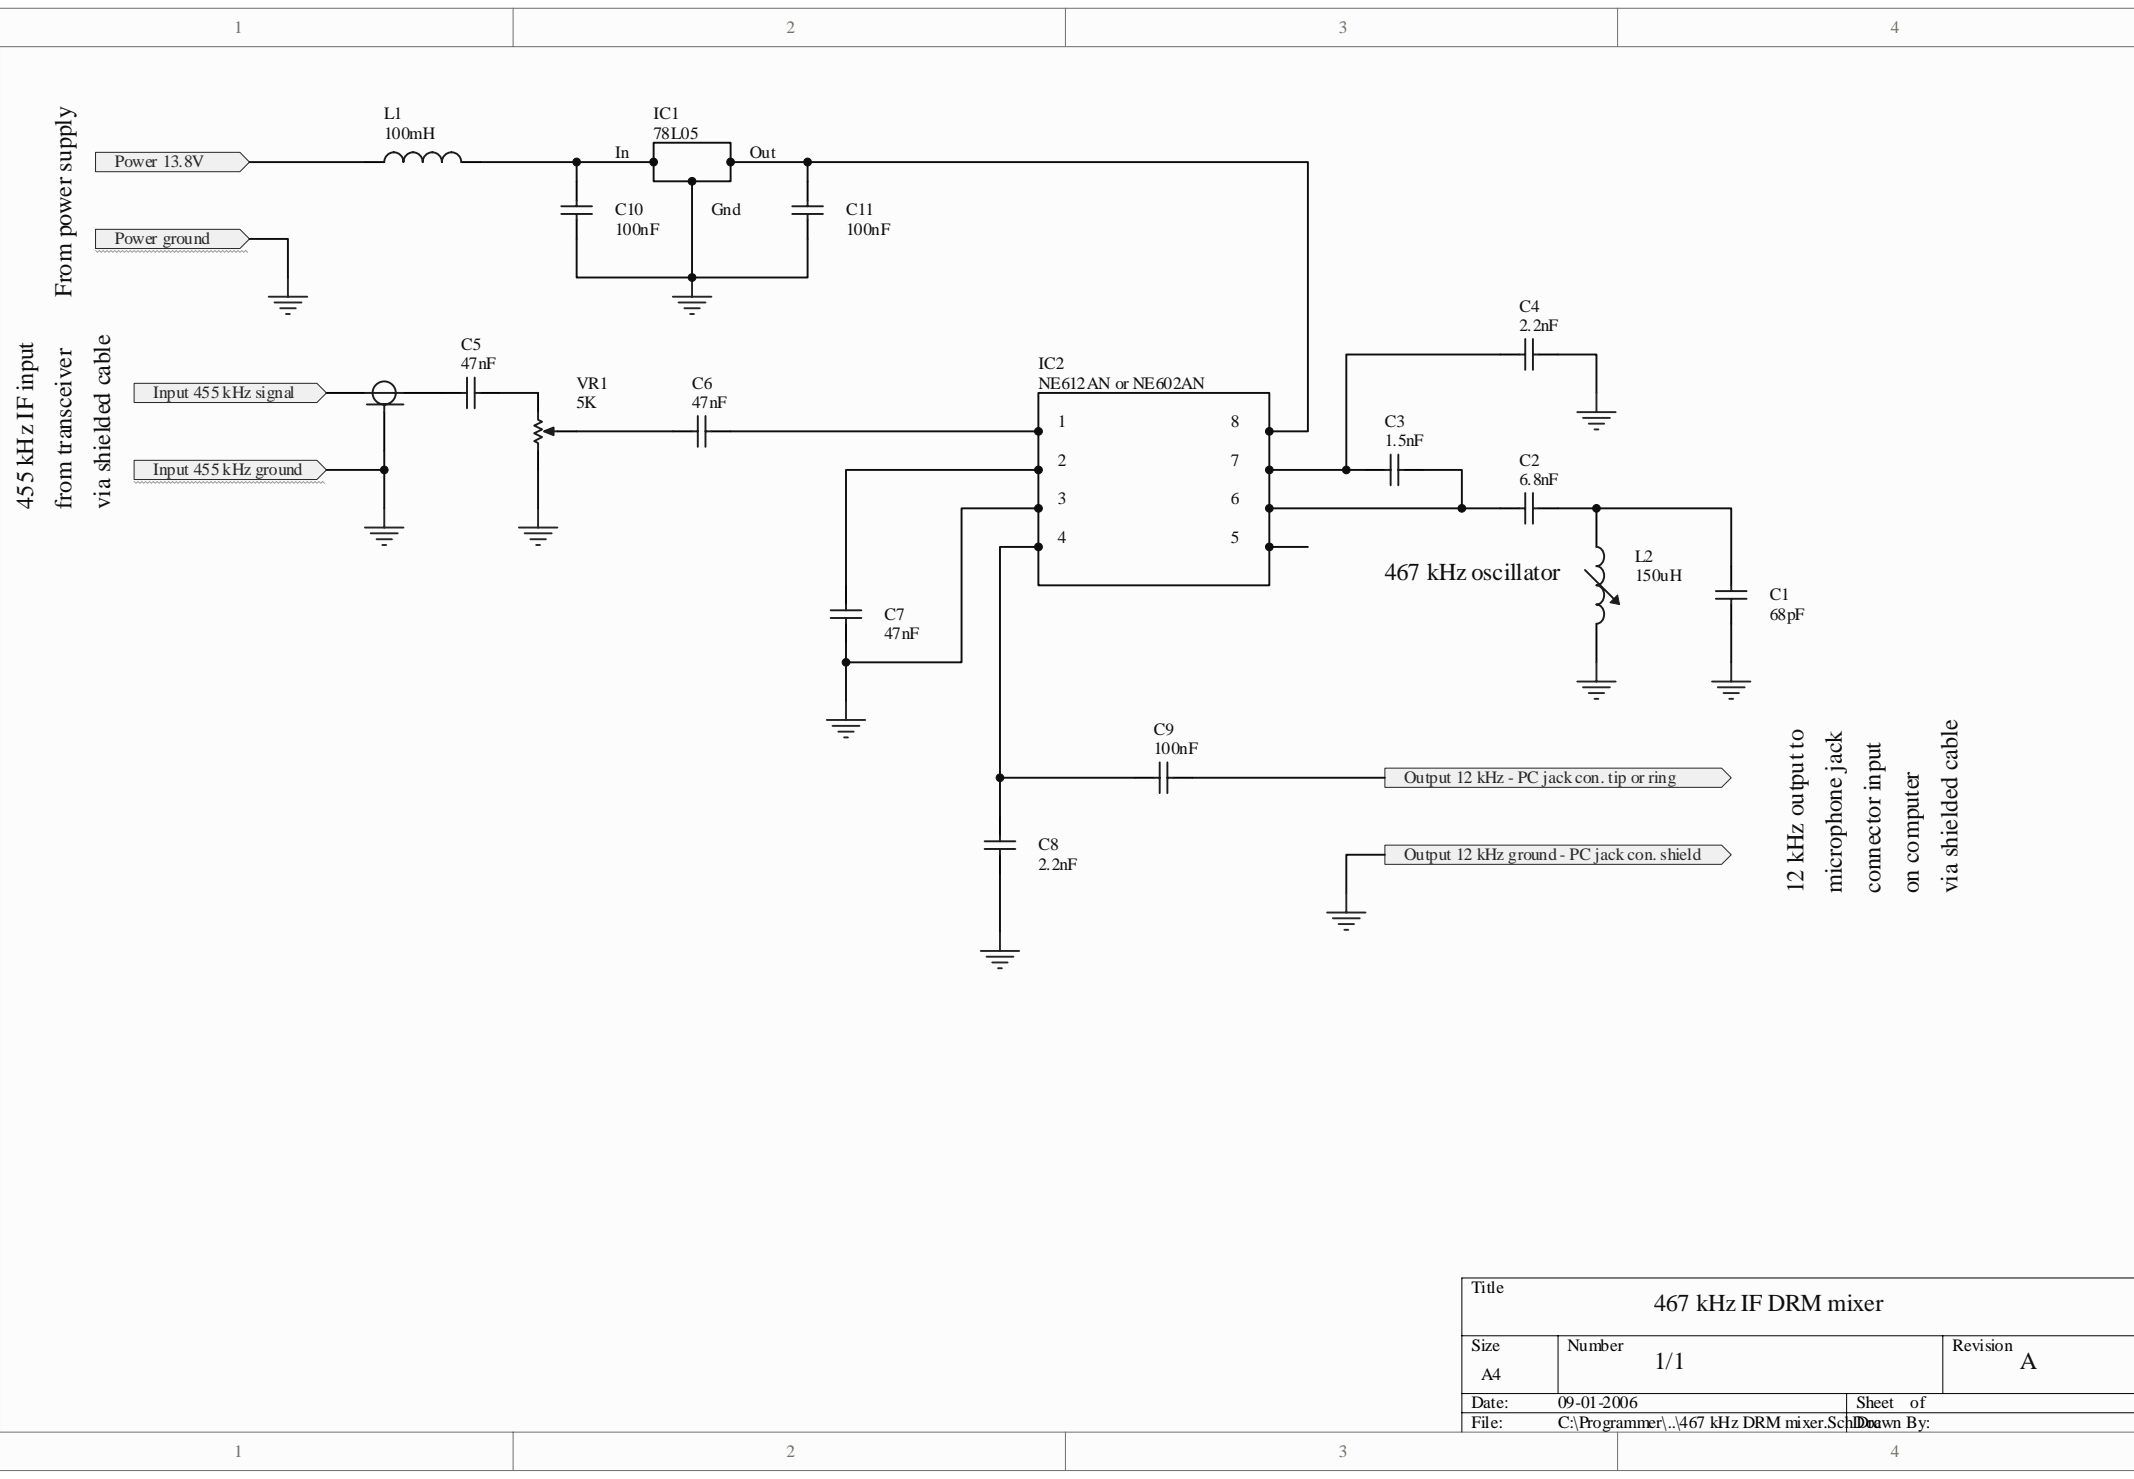 1
2
3
4
From power supply
Power 13.8V
Power ground
L1
100mH
IC1
78L05
In
Out
Gnd
C10
100nF
C11
100nF
455 kHz IF input
from transceiver
via shielded cable
Input 455 kHz signal
Input 455 kHz ground
C5
47nF
VR1
5K
C6
47nF
IC2
NE612AN or NE602AN
1
2
3
4
8
7
6
5
C4
2.2nF
C3
1.5nF
C2
6.8nF
467 kHz oscillator
L2
150uH
C1
68pF
C7
47nF
C9
100nF
C8
2.2nF
Output 12 kHz - PC jack con. tip or ring
Output 12 kHz ground - PC jack con. shield
12 kHz output to
microphone jack
connector input
on computer
via shielded cable
Title
467 kHz IF DRM mixer
Size
A4
Number
1/1
Revision
A
Date:
09-01-2006
Sheet of
File:
C:\Programmer\..\467 kHz DRM mixer.SchDoc
Drawn By:
1
2
3
4